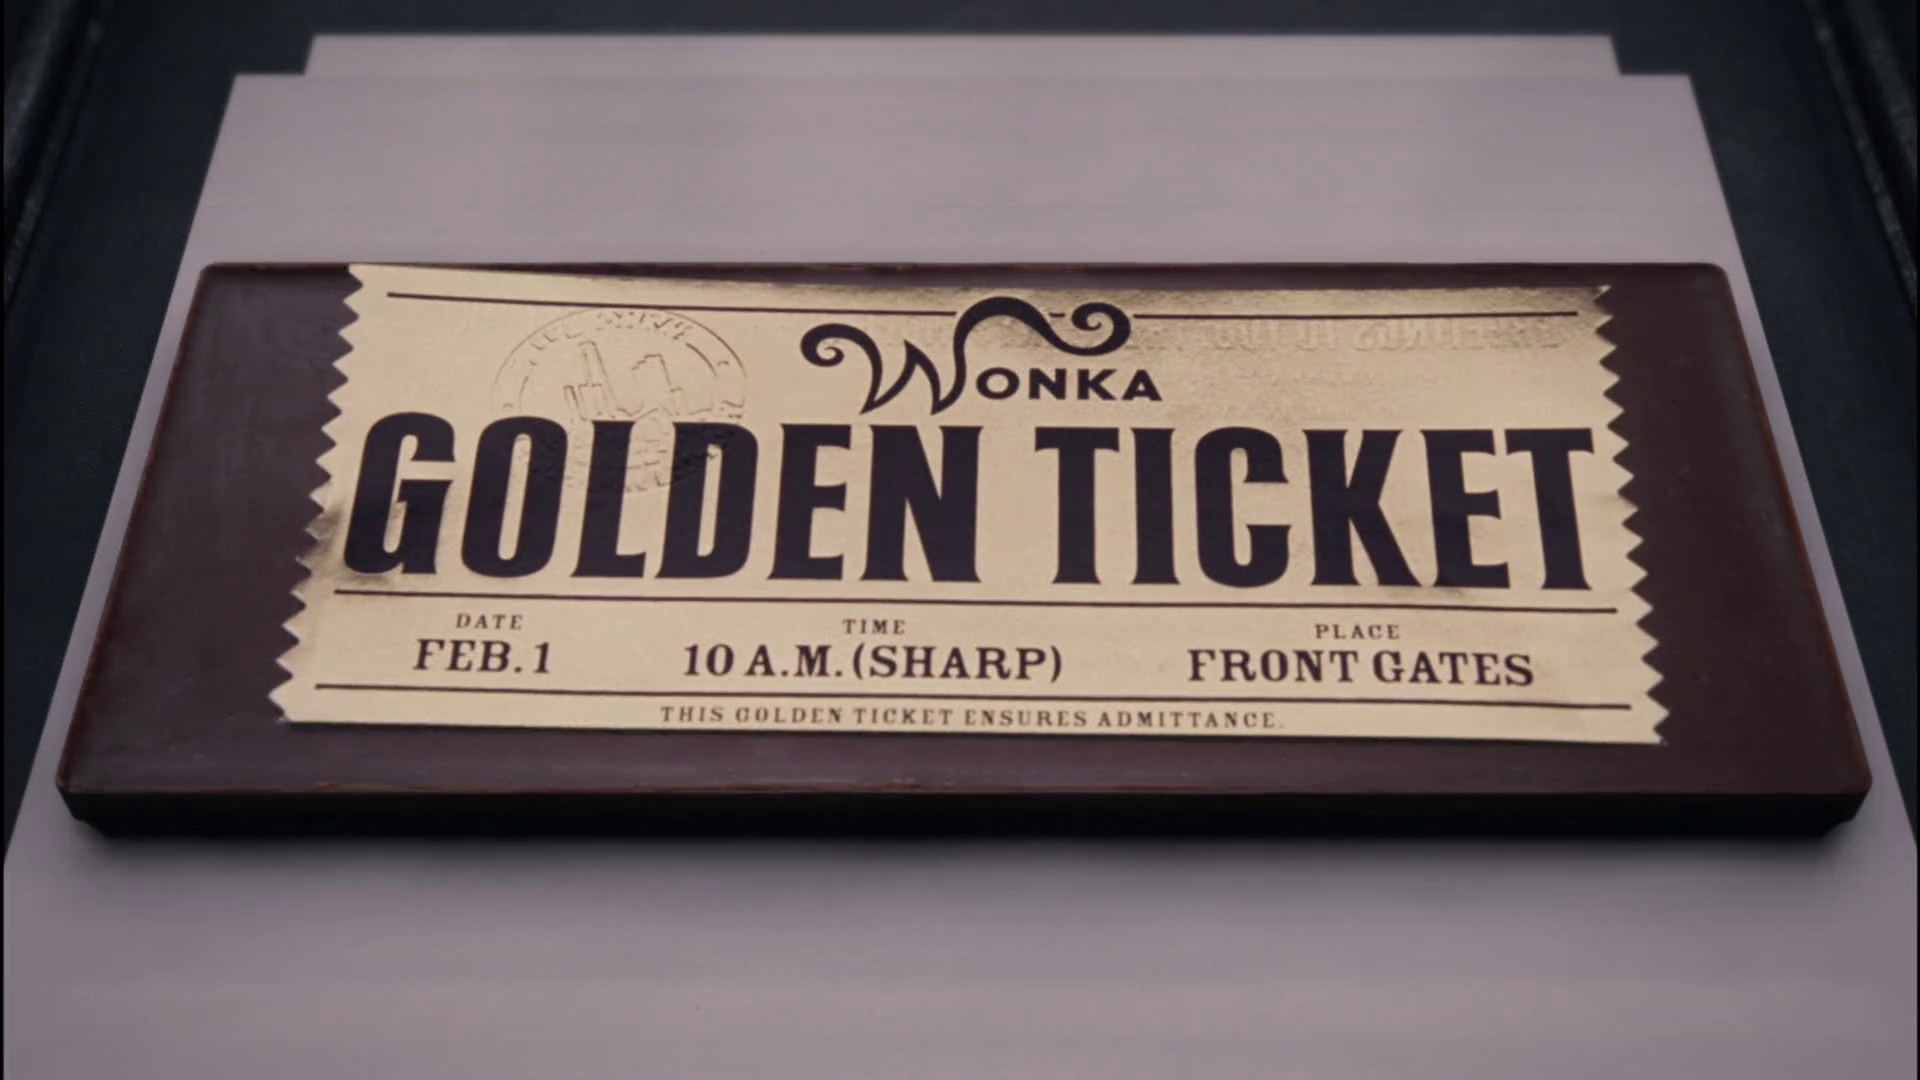 WONKA
GOLDEN TICKET
DATE TIME PLACE
FEB. 1 10 A.M. (SHARP) FRONT GATES
THIS GOLDEN TICKET ENSURES ADMITTANCE.